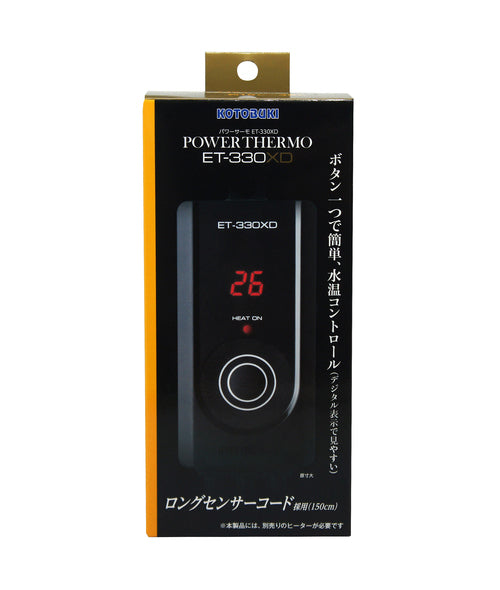 KOTOBUKI
パワーサーモ ET-330XD
POWER THERMO
ET-330XD
ボタン一つで簡単、水温コントロール(デジタル表示で見やすい)
ET-330XD
26
HEAT ON
原寸大
ロングセンサーコード採用(150cm)
※本製品には、別売りのヒーターが必要です